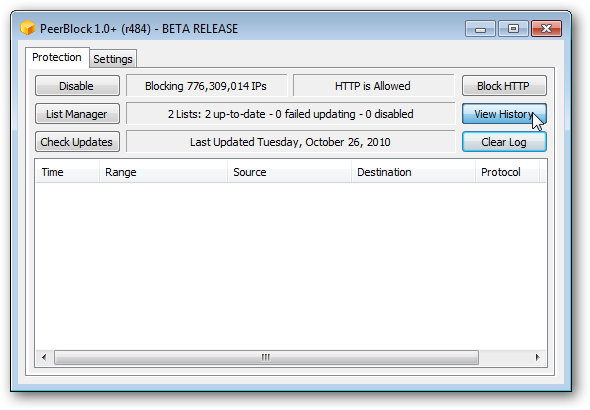 PeerBlock 1.0+ (r484) - BETA RELEASE
Protection Settings
Disable Blocking 776,309,014 IPs HTTP is Allowed Block HTTP
List Manager 2 Lists: 2 up-to-date - 0 failed updating - 0 disabled View History
Check Updates Last Updated Tuesday, October 26, 2010 Clear Log
Time Range Source Destination Protocol